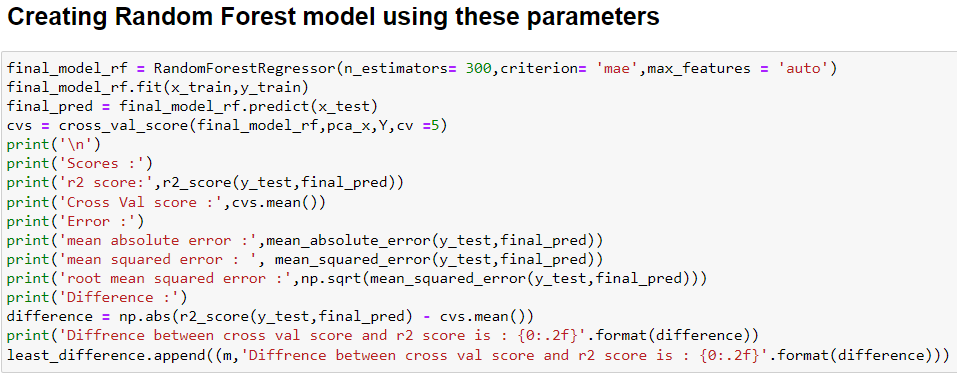 Creating Random Forest model using these parameters
final_model_rf = RandomForestRegressor(n_estimators= 300,criterion= 'mae',max_features = 'auto')
final_model_rf.fit(x_train,y_train)
final_pred = final_model_rf.predict(x_test)
cvs = cross_val_score(final_model_rf,pca_x,Y,cv =5)
print('\n')
print('Scores :')
print('r2 score:',r2_score(y_test,final_pred))
print('Cross Val score :',cvs.mean())
print('Error :')
print('mean absolute error :',mean_absolute_error(y_test,final_pred))
print('mean squared error : ', mean_squared_error(y_test,final_pred))
print('root mean squared error :',np.sqrt(mean_squared_error(y_test,final_pred)))
print('Difference :')
difference = np.abs(r2_score(y_test,final_pred) - cvs.mean())
print('Diffrence between cross val score and r2 score is : {0:.2f}'.format(difference))
least_difference.append((m,'Diffrence between cross val score and r2 score is : {0:.2f}'.format(difference)))